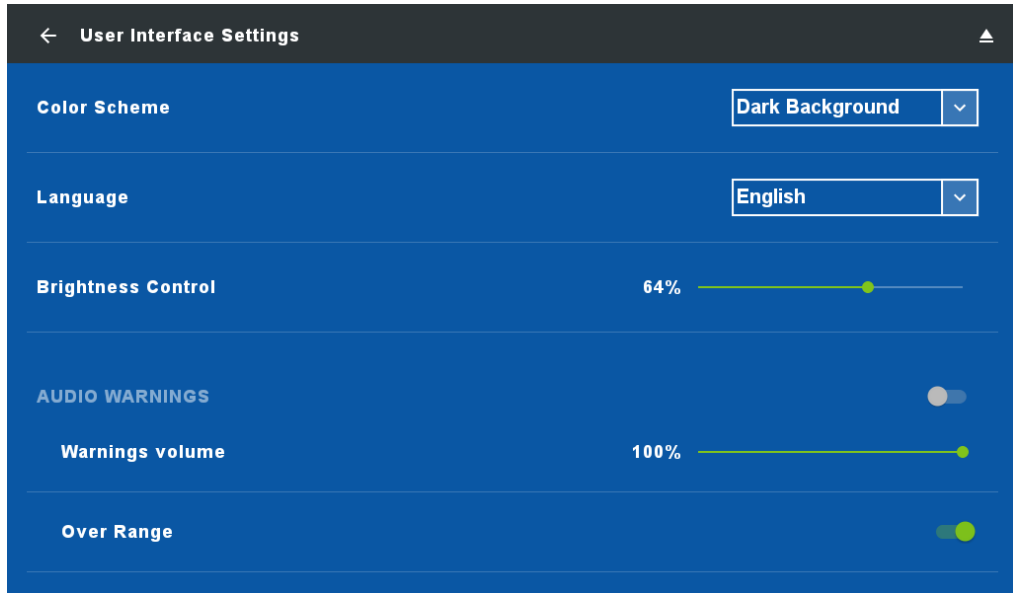 User Interface Settings
Color Scheme Dark Background
Language English
Brightness Control 64%
AUDIO WARNINGS
Warnings volume 100%
Over Range